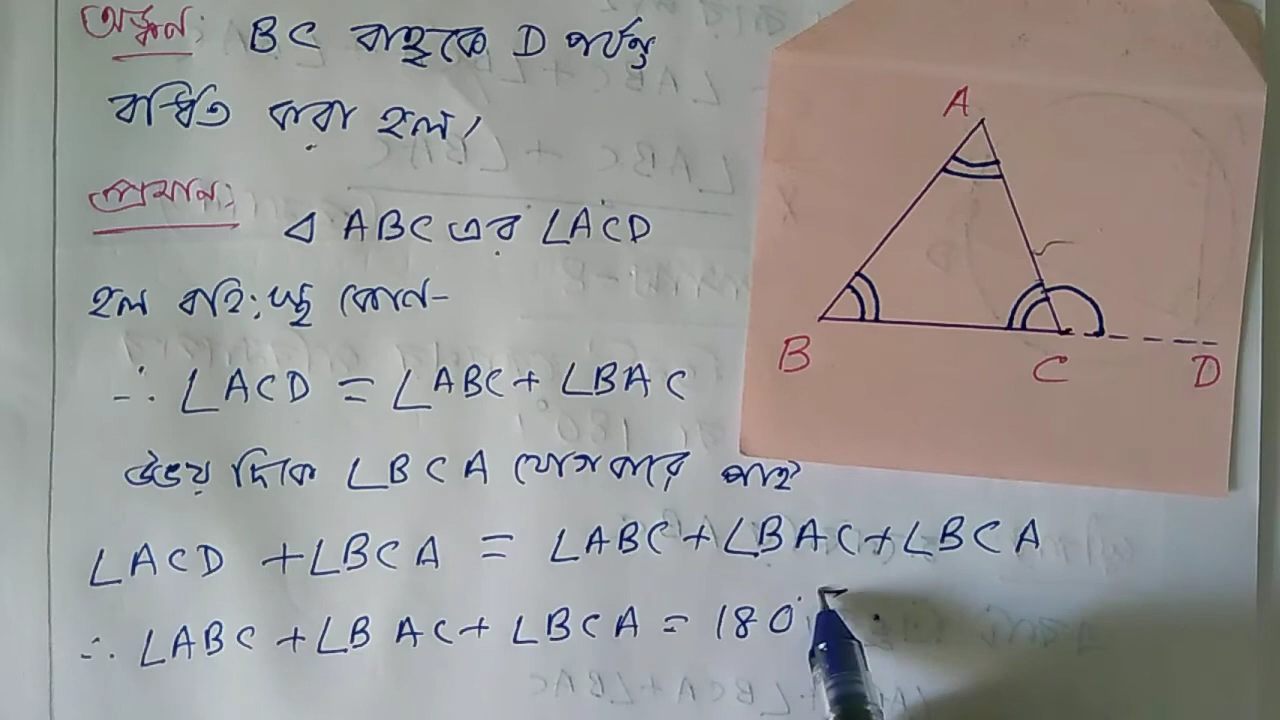 অঙ্কন: BC বাহুকে D পর্যন্ত
বর্ধিত করা হল।
প্রমান:
Δ ABC এর ∠ACD
হল বহি:স্থ কোন-
∴ ∠ACD = ∠ABC + ∠BAC
উভয় দিকে ∠BCA যোগ করে পাই
∠ACD + ∠BCA = ∠ABC + ∠BAC + ∠BCA
∴ ∠ABC + ∠BAC + ∠BCA = 180°
A
B
C
D